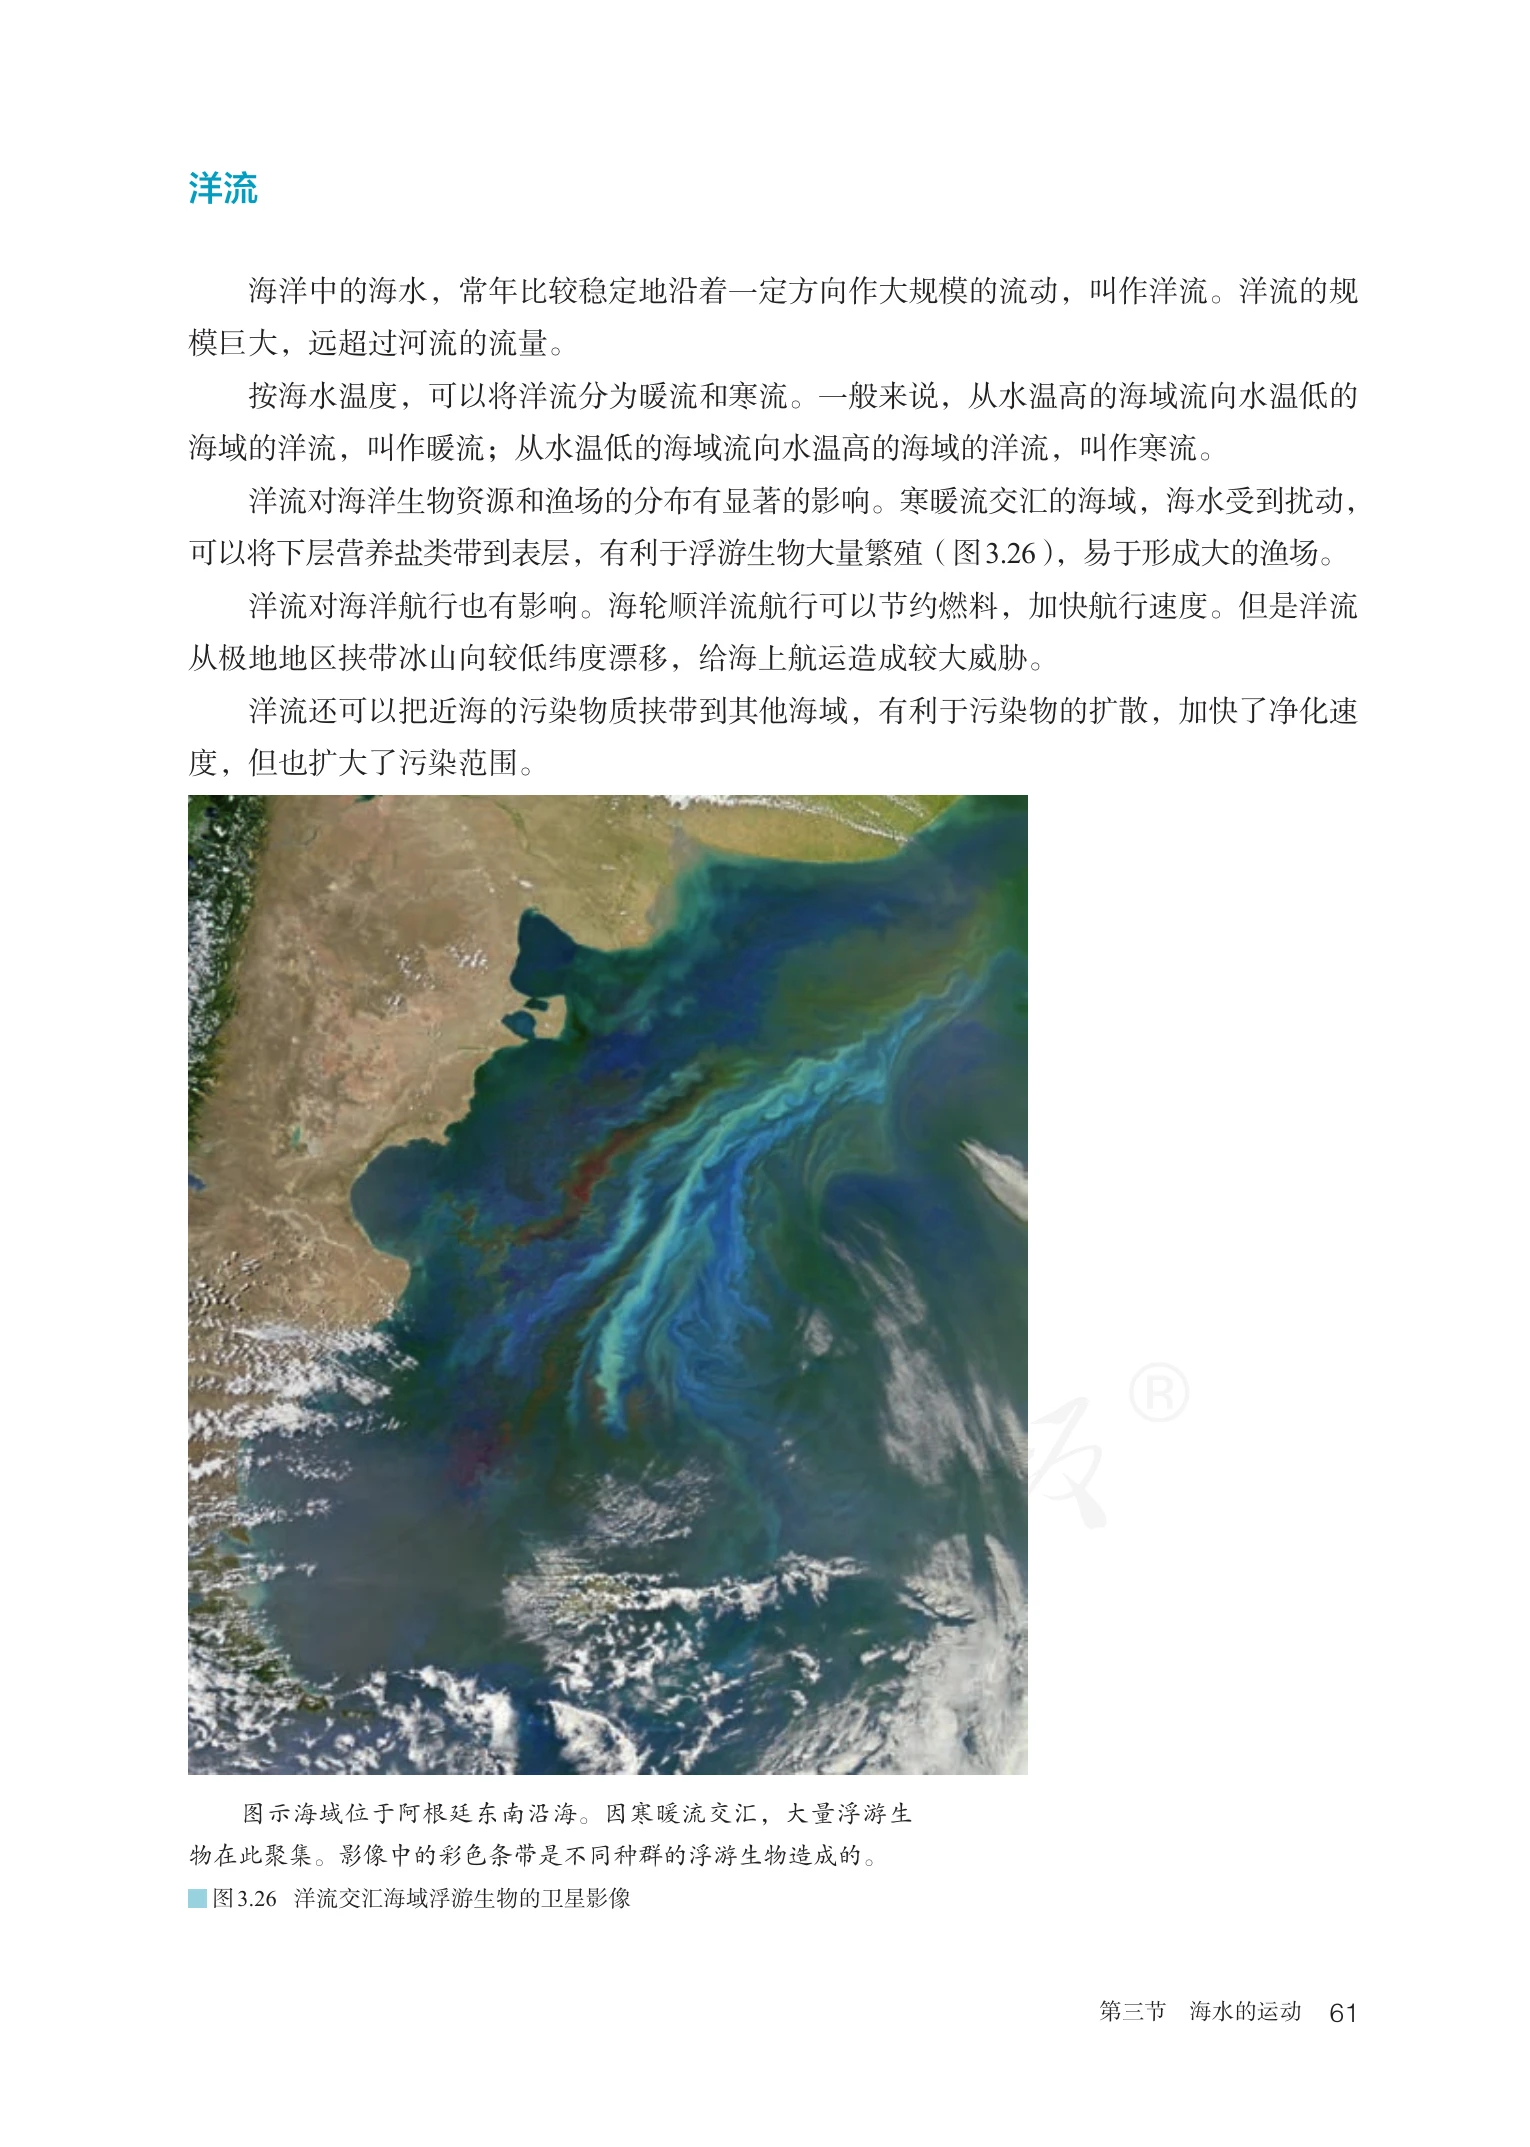 洋流
海洋中的海水，常年比较稳定地沿着一定方向作大规模的流动，叫作洋流。洋流的规
模巨大，远超过河流的流量。
按海水温度，可以将洋流分为暖流和寒流。一般来说，从水温高的海域流向水温低的
海域的洋流，叫作暖流；从水温低的海域流向水温高的海域的洋流，叫作寒流。
洋流对海洋生物资源和渔场的分布有显著的影响。寒暖流交汇的海域，海水受到扰动，
可以将下层营养盐类带到表层，有利于浮游生物大量繁殖（图3.26），易于形成大的渔场。
洋流对海洋航行也有影响。海轮顺洋流航行可以节约燃料，加快航行速度。但是洋流
从极地地区挟带冰山向较低纬度漂移，给海上航运造成较大威胁。
洋流还可以把近海的污染物质挟带到其他海域，有利于污染物的扩散，加快了净化速
度，但也扩大了污染范围。
版®
图示海域位于阿根廷东南沿海。因寒暖流交汇，大量浮游生
物在此聚集。影像中的彩色条带是不同种群的浮游生物造成的。
图3.26 洋流交汇海域浮游生物的卫星影像
第三节 海水的运动 61